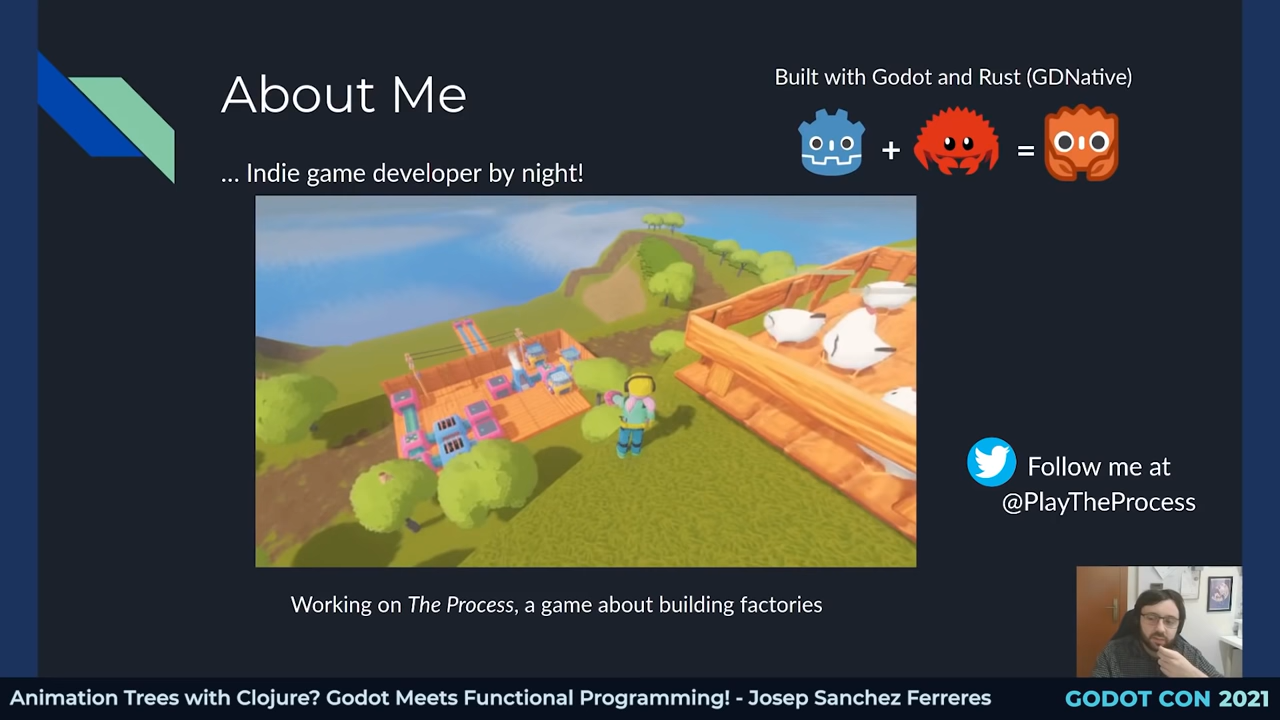 About Me
Built with Godot and Rust (GDNative)
+ =
... Indie game developer by night!
Follow me at
@PlayTheProcess
Working on The Process, a game about building factories
Animation Trees with Clojure? Godot Meets Functional Programming! - Josep Sanchez Ferreres
GODOT CON 2021